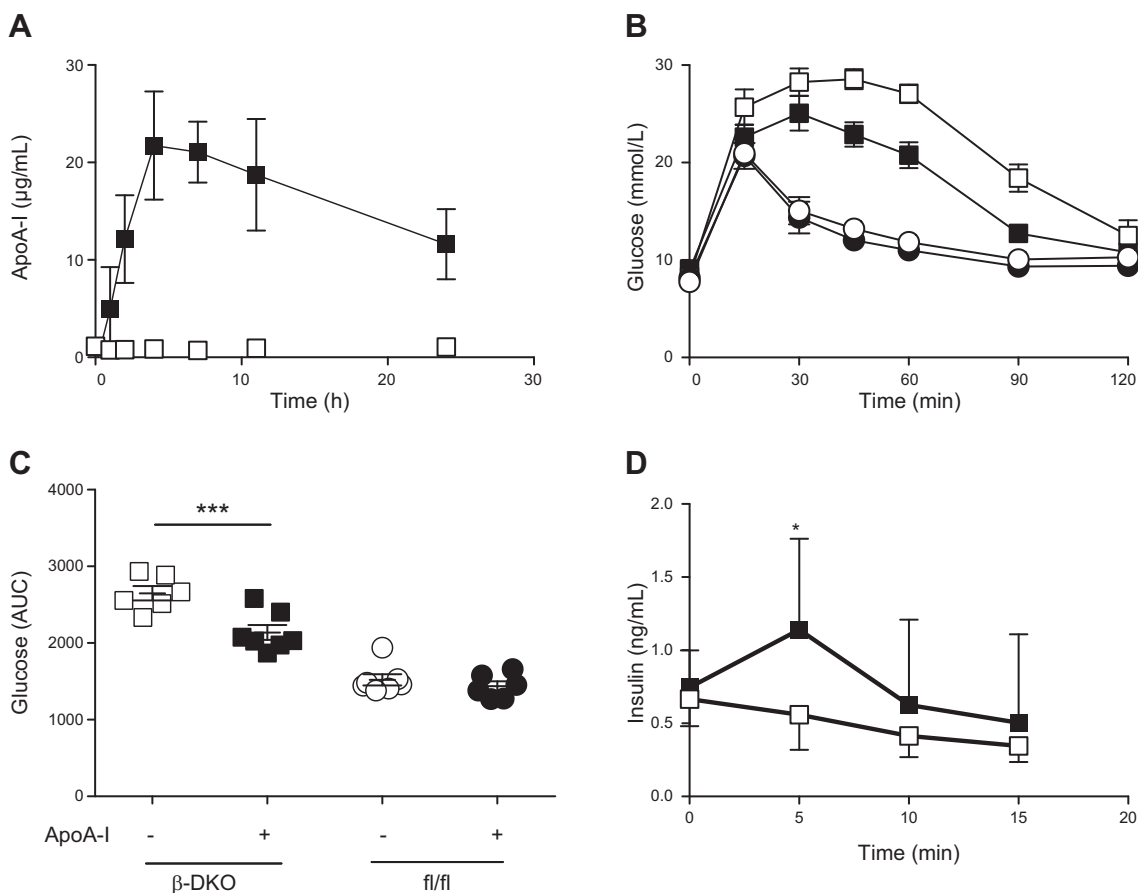 A
30
20
10
0
ApoA-I (µg/mL)
0 10 20 30
Time (h)
B
30
20
10
0
Glucose (mmol/L)
0 30 60 90 120
Time (min)
C
4000
3000
2000
1000
0
Glucose (AUC)
***
ApoA-I - + - +
β-DKO fl/fl
D
2.0
1.5
1.0
0.5
0.0
Insulin (ng/mL)
*
0 5 10 15 20
Time (min)